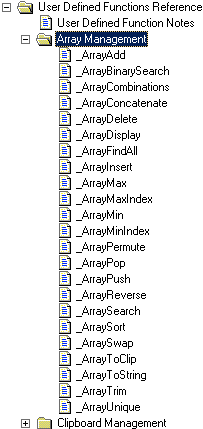 User Defined Functions Reference
User Defined Function Notes
Array Management
_ArrayAdd
_ArrayBinarySearch
_ArrayCombinations
_ArrayConcatenate
_ArrayDelete
_ArrayDisplay
_ArrayFindAll
_ArrayInsert
_ArrayMax
_ArrayMaxIndex
_ArrayMin
_ArrayMinIndex
_ArrayPermute
_ArrayPop
_ArrayPush
_ArrayReverse
_ArraySearch
_ArraySort
_ArraySwap
_ArrayToClip
_ArrayToString
_ArrayTrim
_ArrayUnique
Clipboard Management